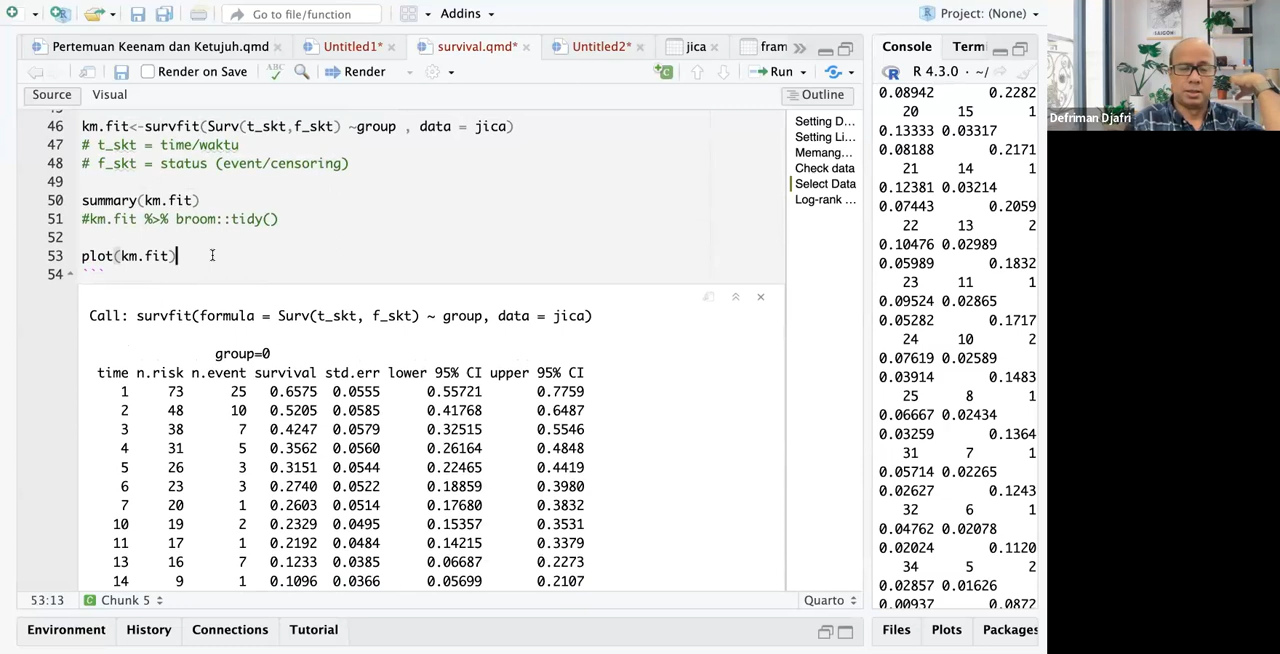 Go to file/function
Addins
Project: (None)
Pertemuan Keenam dan Ketujuh.qmd
Untitled1*
survival.qmd*
Untitled2*
jica
fram
Console
Term
Render on Save
ABC
Render
Run
R 4.3.0 · ~/
Source
Visual
Outline
46 km.fit<-survfit(Surv(t_skt,f_skt) ~group , data = jica)
47 # t_skt = time/waktu
48 # f_skt = status (event/censoring)
49
50 summary(km.fit)
51 #km.fit %>% broom::tidy()
52
53 plot(km.fit)
54 ```
Setting D...
Setting Li...
Memang...
Check data
Select Data
Log-rank ...
Call: survfit(formula = Surv(t_skt, f_skt) ~ group, data = jica)
group=0
time n.risk n.event survival std.err lower 95% CI upper 95% CI
1 73 25 0.6575 0.0555 0.55721 0.7759
2 48 10 0.5205 0.0585 0.41768 0.6487
3 38 7 0.4247 0.0579 0.32515 0.5546
4 31 5 0.3562 0.0560 0.26164 0.4848
5 26 3 0.3151 0.0544 0.22465 0.4419
6 23 3 0.2740 0.0522 0.18859 0.3980
7 20 1 0.2603 0.0514 0.17680 0.3832
10 19 2 0.2329 0.0495 0.15357 0.3531
11 17 1 0.2192 0.0484 0.14215 0.3379
13 16 7 0.1233 0.0385 0.06687 0.2273
14 9 1 0.1096 0.0366 0.05699 0.2107
53:13
Chunk 5
Quarto
0.08942 0.2282
20 15 1
0.13333 0.03317
0.08188 0.2171
21 14 1
0.12381 0.03214
0.07443 0.2059
22 13 2
0.10476 0.02989
0.05989 0.1832
23 11 1
0.09524 0.02865
0.05282 0.1717
24 10 2
0.07619 0.02589
0.03914 0.1483
25 8 1
0.06667 0.02434
0.03259 0.1364
31 7 1
0.05714 0.02265
0.02627 0.1243
32 6 1
0.04762 0.02078
0.02024 0.1120
34 5 2
0.02857 0.01626
0.00937 0.0872
Environment
History
Connections
Tutorial
Files
Plots
Packages
Defriman Djafri